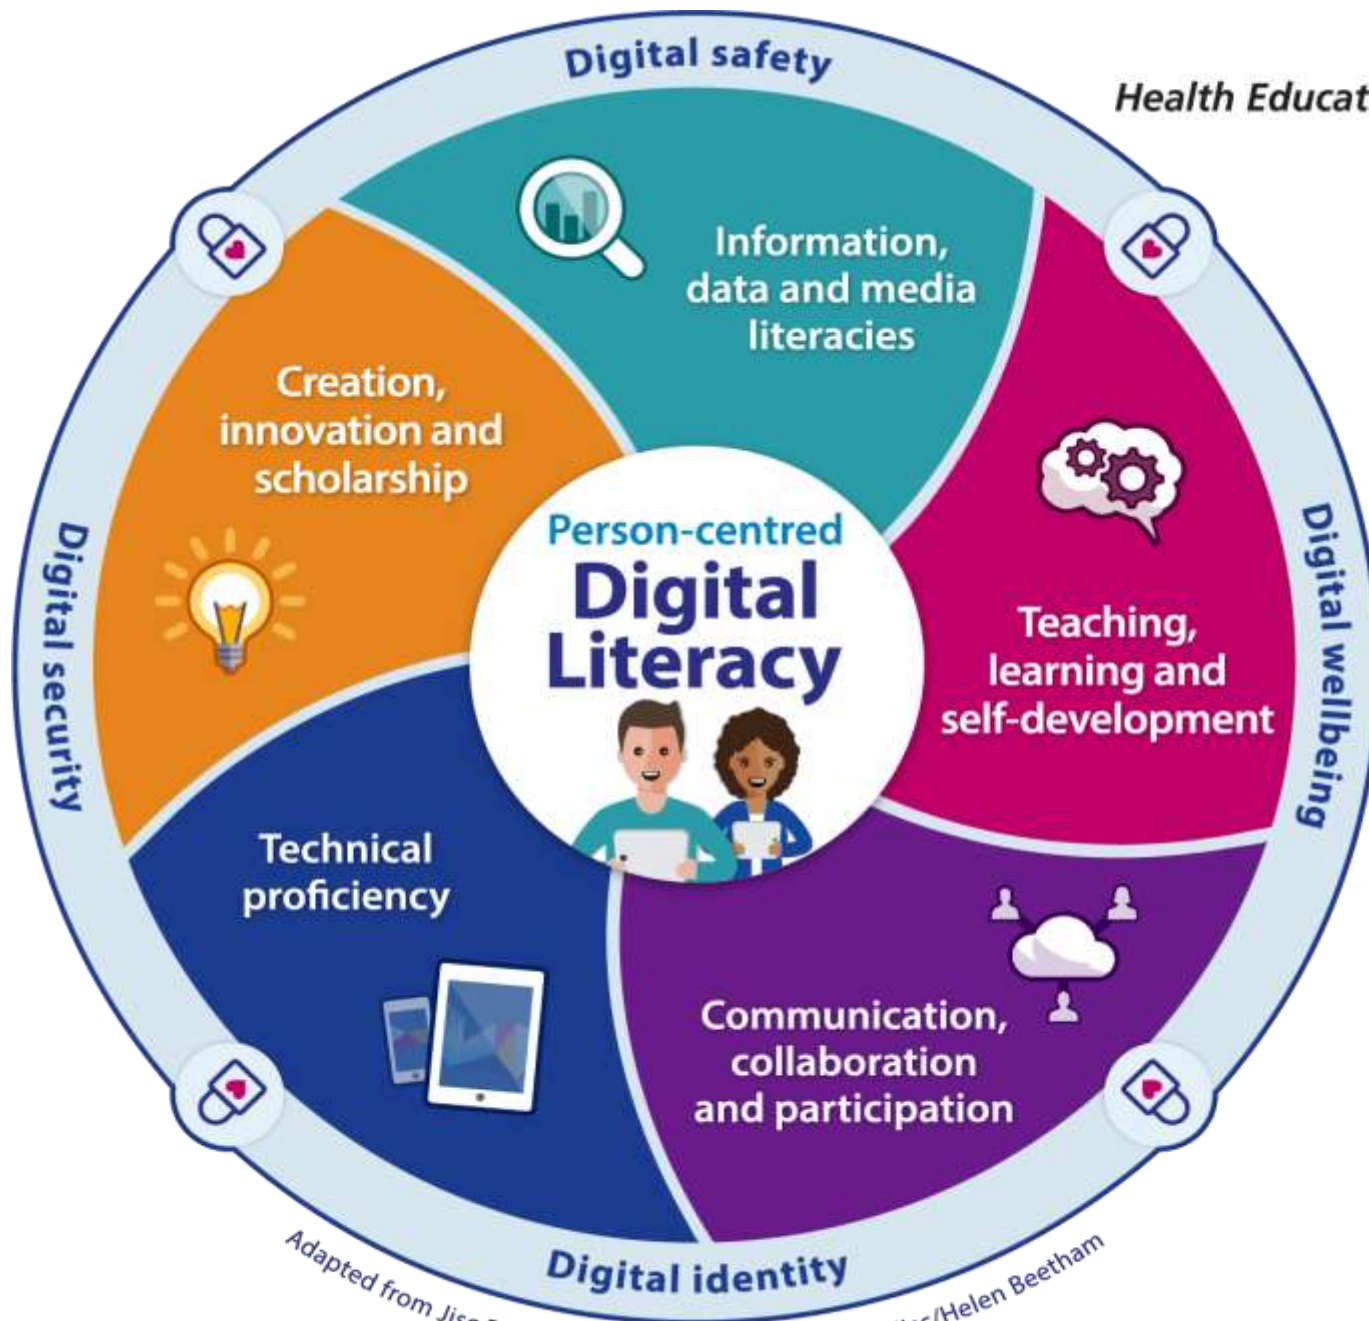 Digital safety
Health Educat
Information,
data and media
literacies
Creation,
innovation and
scholarship
Person-centred
Digital
Literacy
Teaching,
learning and
self-development
Digital security
Digital wellbeing
Technical
proficiency
Communication,
collaboration
and participation
Digital identity
Adapted from Jisc
/Helen Beetham